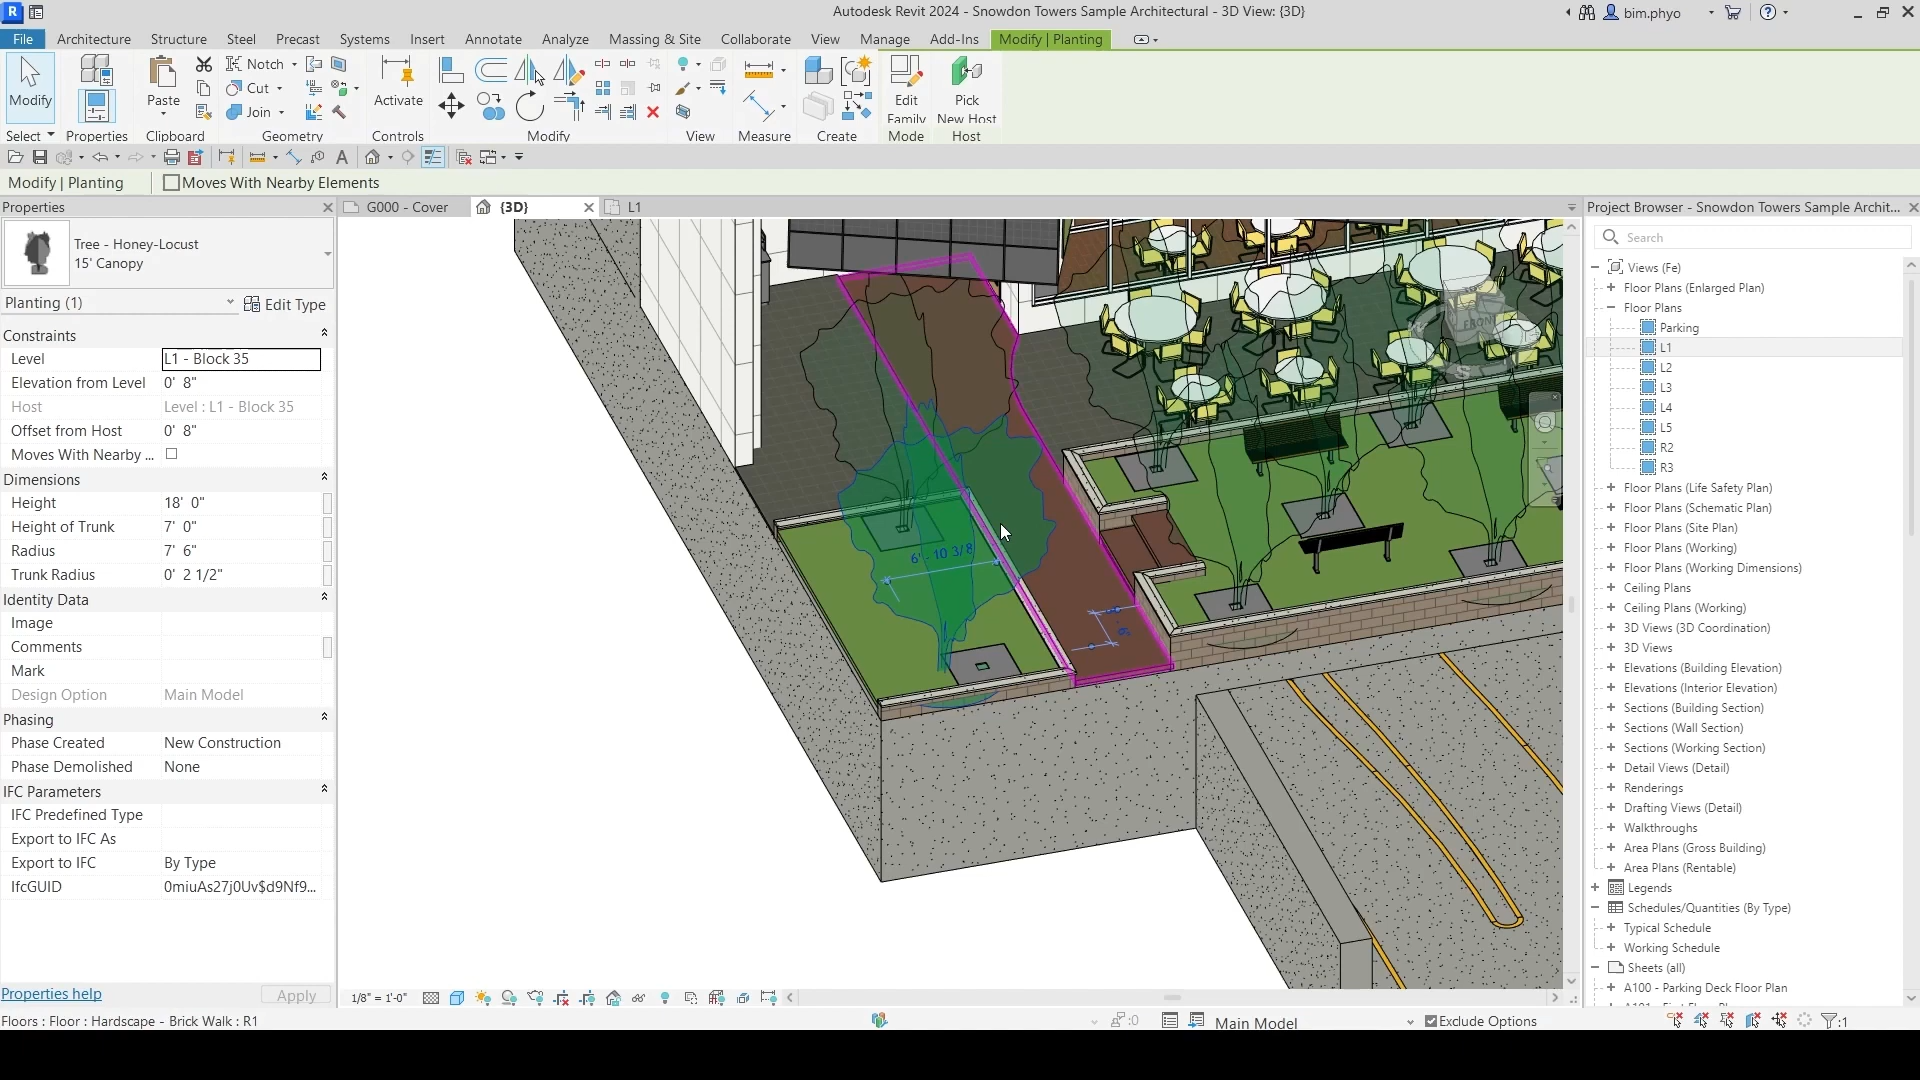 Autodesk Revit 2024 - Snowdon Towers Sample Architectural - 3D View: {3D}
bim.phyo
File Architecture Structure Steel Precast Systems Insert Annotate Analyze Massing & Site Collaborate View Manage Add-Ins Modify | Planting
Modify
Paste
Notch
Cut
Join
Activate
Edit Family
Pick New Host
Select Properties Clipboard Geometry Controls Modify View Measure Create Mode Host
Modify | Planting
Moves With Nearby Elements
Properties
G000 - Cover
{3D}
L1
Project Browser - Snowdon Towers Sample Archit...
Tree - Honey-Locust
15' Canopy
Planting (1)
Edit Type
Constraints
Level L1 - Block 35
Elevation from Level 0' 8"
Host Level : L1 - Block 35
Offset from Host 0' 8"
Moves With Nearby ...
Dimensions
Height 18' 0"
Height of Trunk 7' 0"
Radius 7' 6"
Trunk Radius 0' 2 1/2"
Identity Data
Image
Comments
Mark
Design Option Main Model
Phasing
Phase Created New Construction
Phase Demolished None
IFC Parameters
IFC Predefined Type
Export to IFC As
Export to IFC By Type
IfcGUID 0miuAs27j0Uv$d9Nf9...
Properties help
Apply
FRONT
S
6' - 10 3/8
Search
Views (Fe)
Floor Plans (Enlarged Plan)
Floor Plans
Parking
L1
L2
L3
L4
L5
R2
R3
Floor Plans (Life Safety Plan)
Floor Plans (Schematic Plan)
Floor Plans (Site Plan)
Floor Plans (Working)
Floor Plans (Working Dimensions)
Ceiling Plans
Ceiling Plans (Working)
3D Views (3D Coordination)
3D Views
Elevations (Building Elevation)
Elevations (Interior Elevation)
Sections (Building Section)
Sections (Wall Section)
Sections (Working Section)
Detail Views (Detail)
Renderings
Drafting Views (Detail)
Walkthroughs
Area Plans (Gross Building)
Area Plans (Rentable)
Legends
Schedules/Quantities (By Type)
Typical Schedule
Working Schedule
Sheets (all)
A100 - Parking Deck Floor Plan
1/8" = 1'-0"
Floors : Floor : Hardscape - Brick Walk : R1
:0
Main Model
Exclude Options
:1